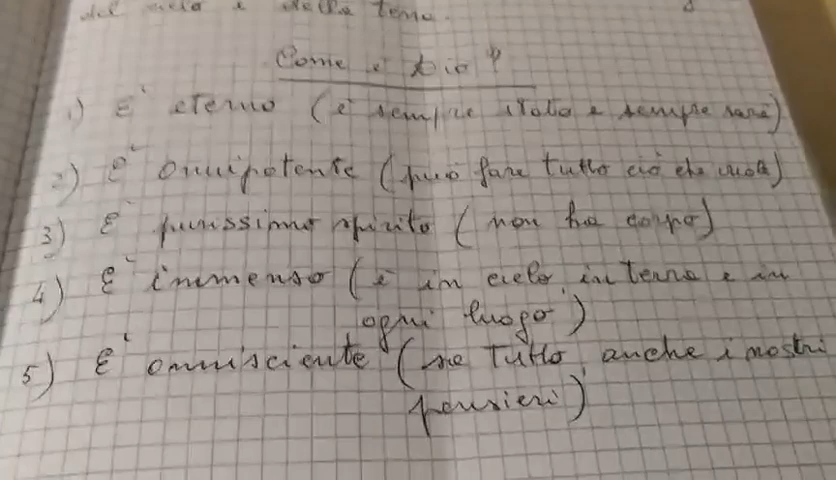 del cielo e della terra.
Come è Dio?
1) E' eterno (è sempre stato e sempre sarà)
2) E' onnipotente (può fare tutto ciò che vuole)
3) E' purissimo spirito (non ha corpo)
4) E' immenso (è in cielo, in terra e in
ogni luogo)
5) E' onnisciente (sa tutto, anche i nostri
pensieri)